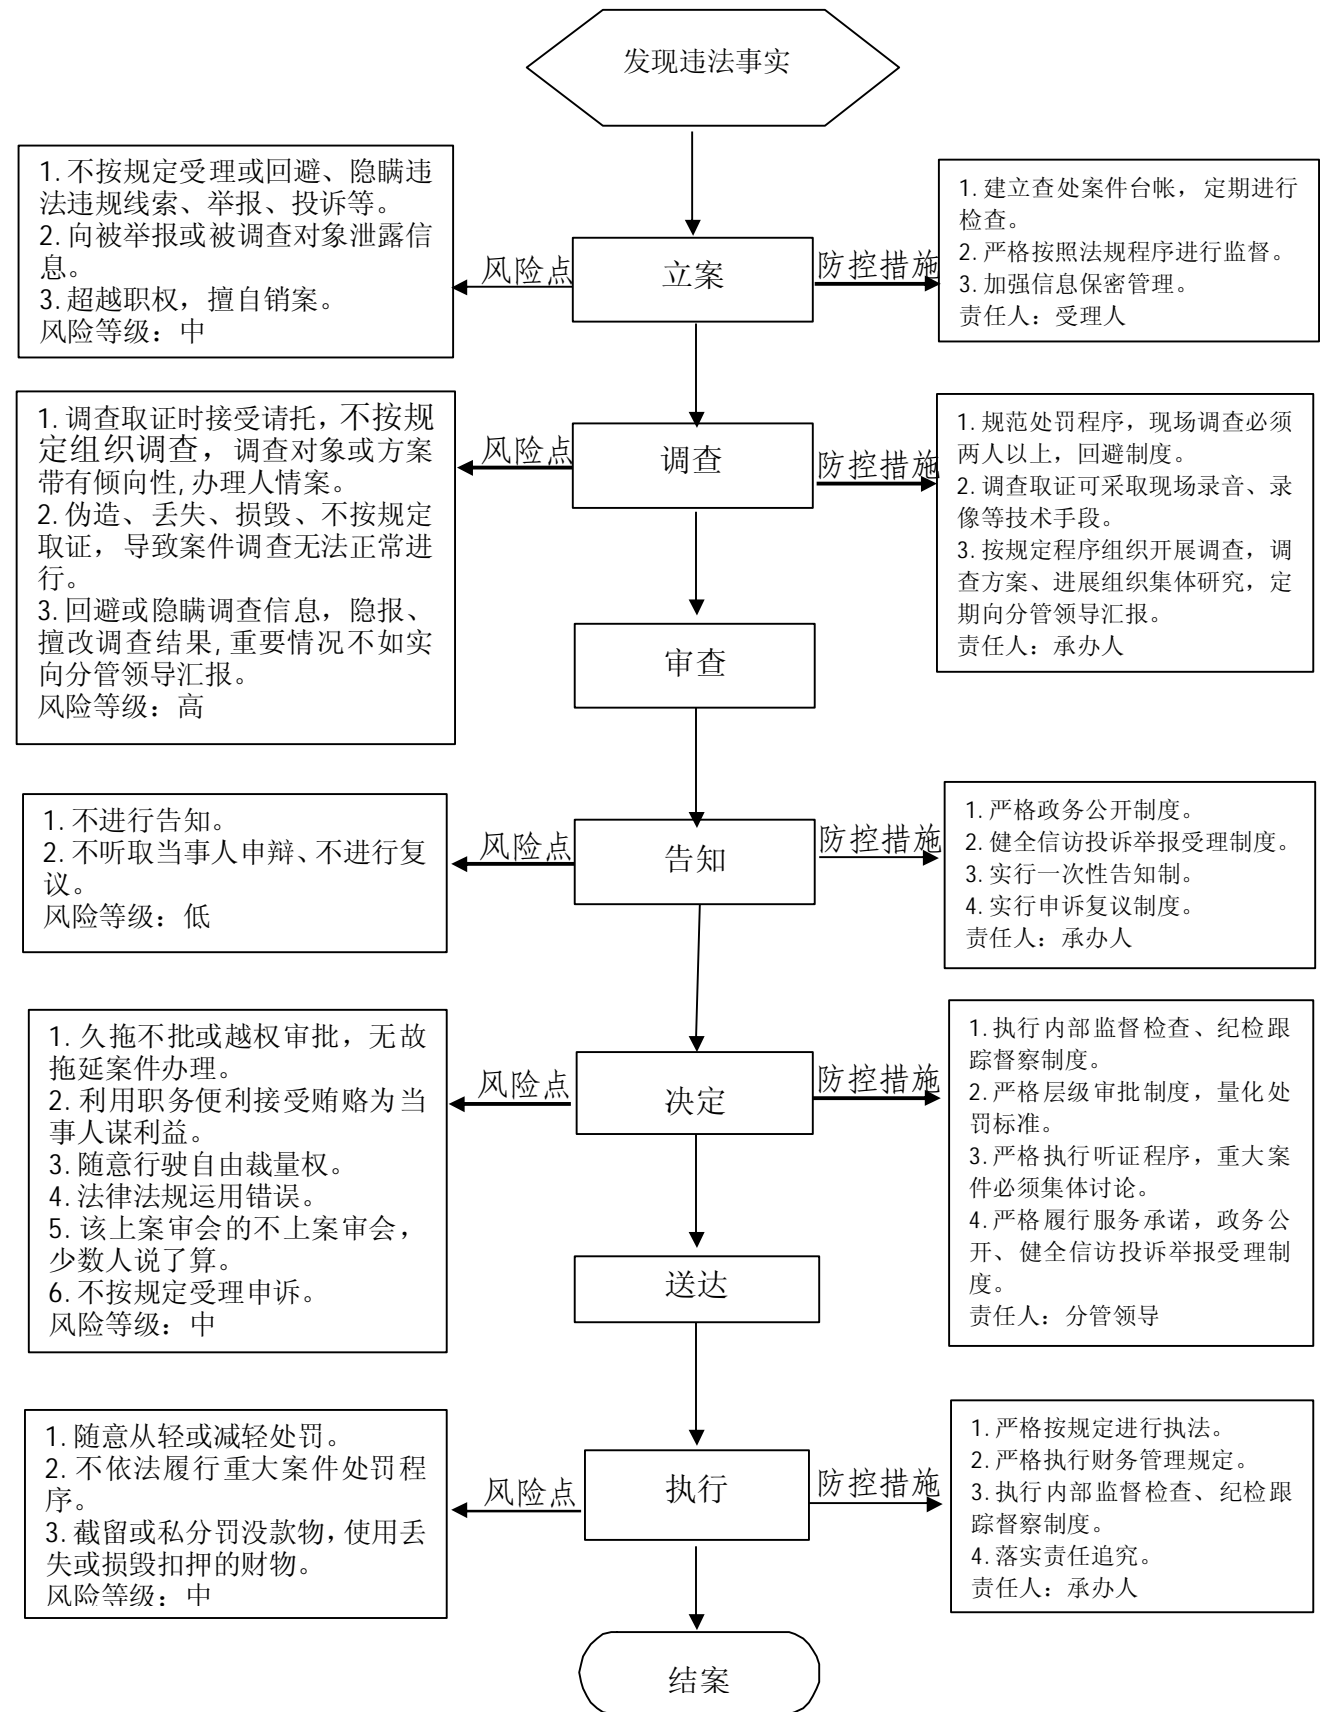 发现违法事实
1.不按规定受理或回避、隐瞒违
法违规线索、举报、投诉等。
2.向被举报或被调查对象泄露信
息。
3.超越职权，擅自销案。
风险等级：中
风险点
立案
防控措施
1.建立查处案件台帐，定期进行
检查。
2.严格按照法规程序进行监督。
3.加强信息保密管理。
责任人：受理人
1.调查取证时接受请托，不按规
定组织调查，调查对象或方案
带有倾向性,办理人情案。
2.伪造、丢失、损毁、不按规定
取证，导致案件调查无法正常进
行。
3.回避或隐瞒调查信息，隐报、
擅改调查结果,重要情况不如实
向分管领导汇报。
风险等级：高
风险点
调查
防控措施
1.规范处罚程序，现场调查必须
两人以上，回避制度。
2.调查取证可采取现场录音、录
像等技术手段。
3.按规定程序组织开展调查，调
查方案、进展组织集体研究，定
期向分管领导汇报。
责任人：承办人
审查
1.不进行告知。
2.不听取当事人申辩、不进行复
议。
风险等级：低
风险点
告知
防控措施
1.严格政务公开制度。
2.健全信访投诉举报受理制度。
3.实行一次性告知制。
4.实行申诉复议制度。
责任人：承办人
1.久拖不批或越权审批，无故
拖延案件办理。
2.利用职务便利接受贿赂为当
事人谋利益。
3.随意行驶自由裁量权。
4.法律法规运用错误。
5.该上案审会的不上案审会，
少数人说了算。
6.不按规定受理申诉。
风险等级：中
风险点
决定
防控措施
1.执行内部监督检查、纪检跟
踪督察制度。
2.严格层级审批制度，量化处
罚标准。
3.严格执行听证程序，重大案
件必须集体讨论。
4.严格履行服务承诺，政务公
开、健全信访投诉举报受理制
度。
责任人：分管领导
送达
1.随意从轻或减轻处罚。
2.不依法履行重大案件处罚程
序。
3.截留或私分罚没款物,使用丢
失或损毁扣押的财物。
风险等级：中
风险点
执行
防控措施
1.严格按规定进行执法。
2.严格执行财务管理规定。
3.执行内部监督检查、纪检跟
踪督察制度。
4.落实责任追究。
责任人：承办人
结案